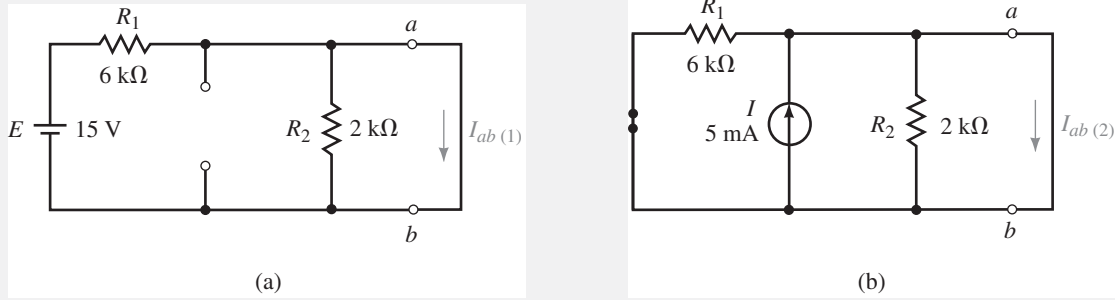 R1
6 kΩ
E
15 V
R2
2 kΩ
a
Iab (1)
b
(a)
R1
6 kΩ
I
5 mA
R2
2 kΩ
a
Iab (2)
b
(b)